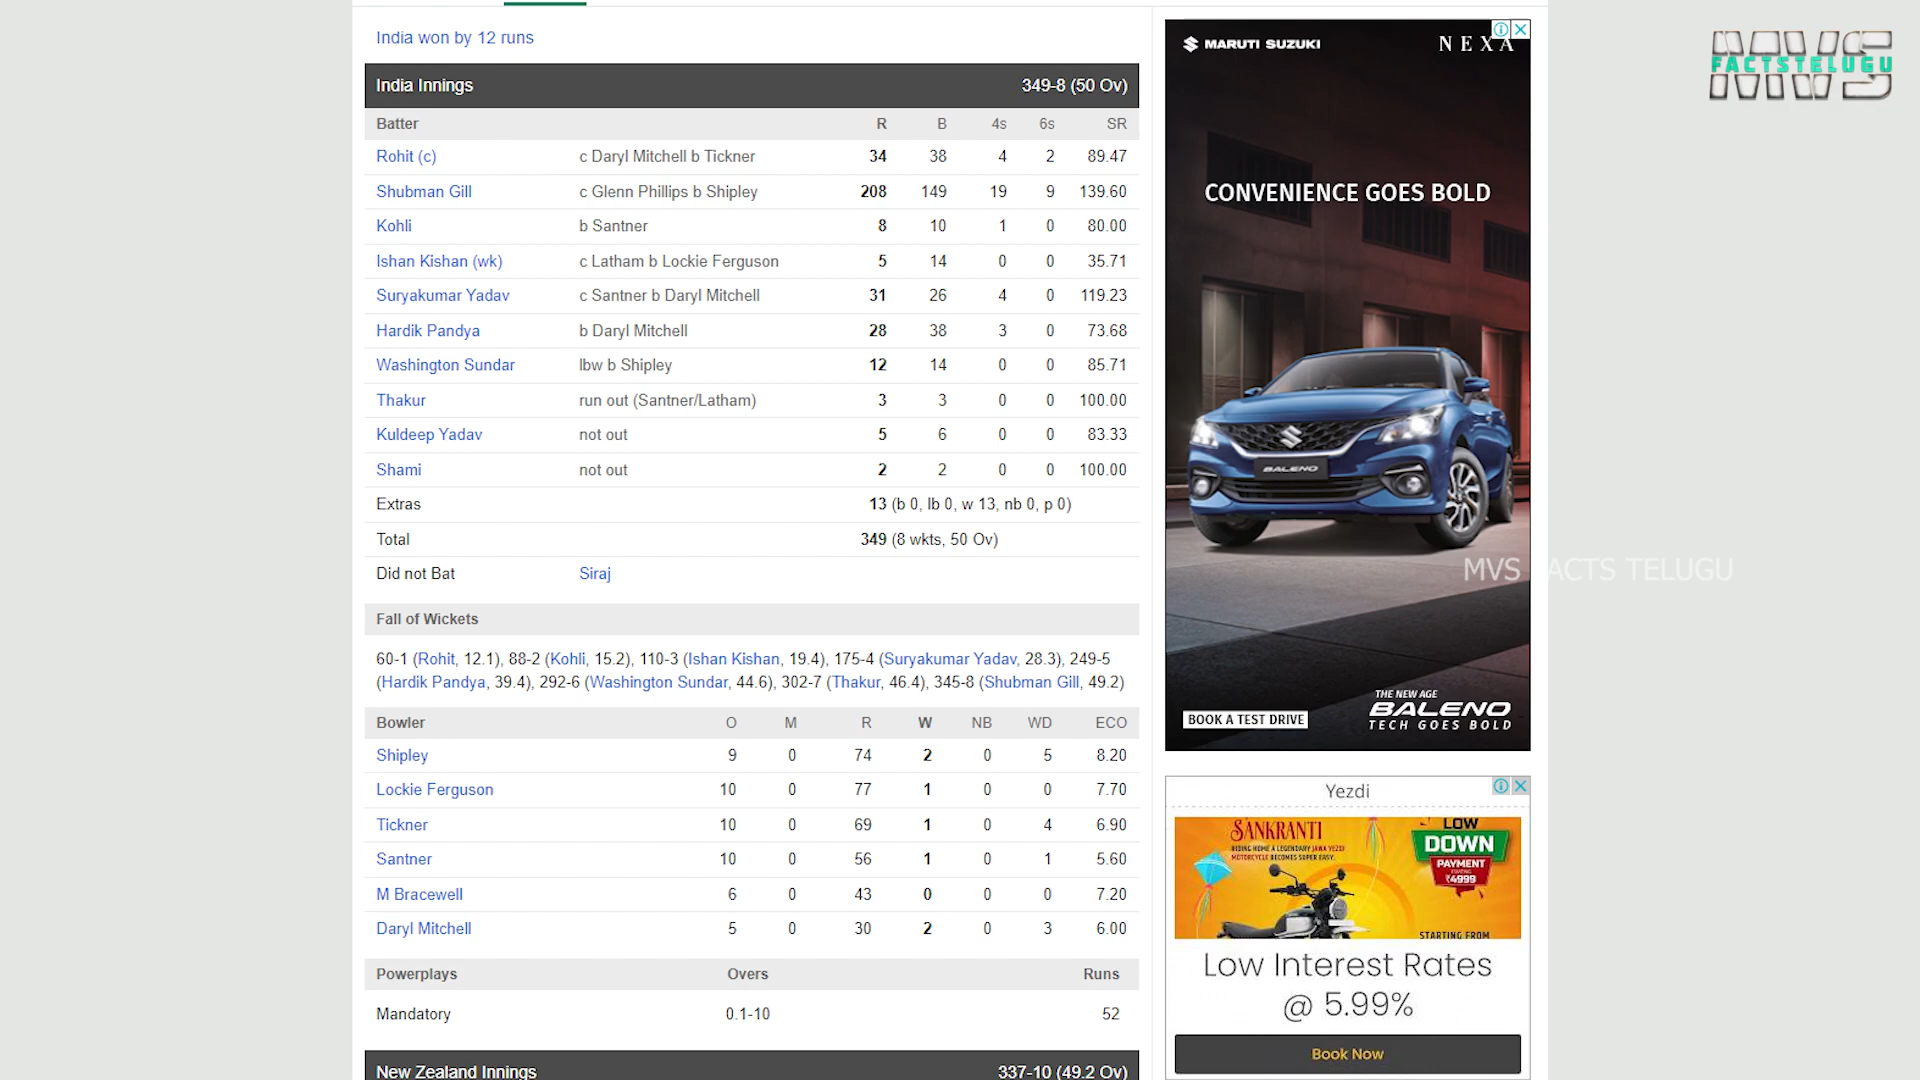 India won by 12 runs
India Innings 349-8 (50 Ov)
Batter R B 4s 6s SR
Rohit (c) c Daryl Mitchell b Tickner 34 38 4 2 89.47
Shubman Gill c Glenn Phillips b Shipley 208 149 19 9 139.60
Kohli b Santner 8 10 1 0 80.00
Ishan Kishan (wk) c Latham b Lockie Ferguson 5 14 0 0 35.71
Suryakumar Yadav c Santner b Daryl Mitchell 31 26 4 0 119.23
Hardik Pandya b Daryl Mitchell 28 38 3 0 73.68
Washington Sundar lbw b Shipley 12 14 0 0 85.71
Thakur run out (Santner/Latham) 3 3 0 0 100.00
Kuldeep Yadav not out 5 6 0 0 83.33
Shami not out 2 2 0 0 100.00
Extras 13 (b 0, lb 0, w 13, nb 0, p 0)
Total 349 (8 wkts, 50 Ov)
Did not Bat Siraj
Fall of Wickets
60-1 (Rohit, 12.1), 88-2 (Kohli, 15.2), 110-3 (Ishan Kishan, 19.4), 175-4 (Suryakumar Yadav, 28.3), 249-5
(Hardik Pandya, 39.4), 292-6 (Washington Sundar, 44.6), 302-7 (Thakur, 46.4), 345-8 (Shubman Gill, 49.2)
Bowler O M R W NB WD ECO
Shipley 9 0 74 2 0 5 8.20
Lockie Ferguson 10 0 77 1 0 0 7.70
Tickner 10 0 69 1 0 4 6.90
Santner 10 0 56 1 0 1 5.60
M Bracewell 6 0 43 0 0 0 7.20
Daryl Mitchell 5 0 30 2 0 3 6.00
Powerplays Overs Runs
Mandatory 0.1-10 52
New Zealand Innings 337-10 (49.2 Ov)
MARUTI SUZUKI NEXA
CONVENIENCE GOES BOLD
BALENO
THE NEW AGE
BALENO
TECH GOES BOLD
BOOK A TEST DRIVE
Yezdi
SANKRANTI
RIDING HOME A LEGENDARY JAWA YEZDI
MOTORCYCLE BECOMES SUPER EASY.
LOW
DOWN
PAYMENT
STARTING
₹4999
STARTING FROM
Low Interest Rates
@ 5.99%
Book Now
MVS
FACTSTELUGU
MVS FACTS TELUGU